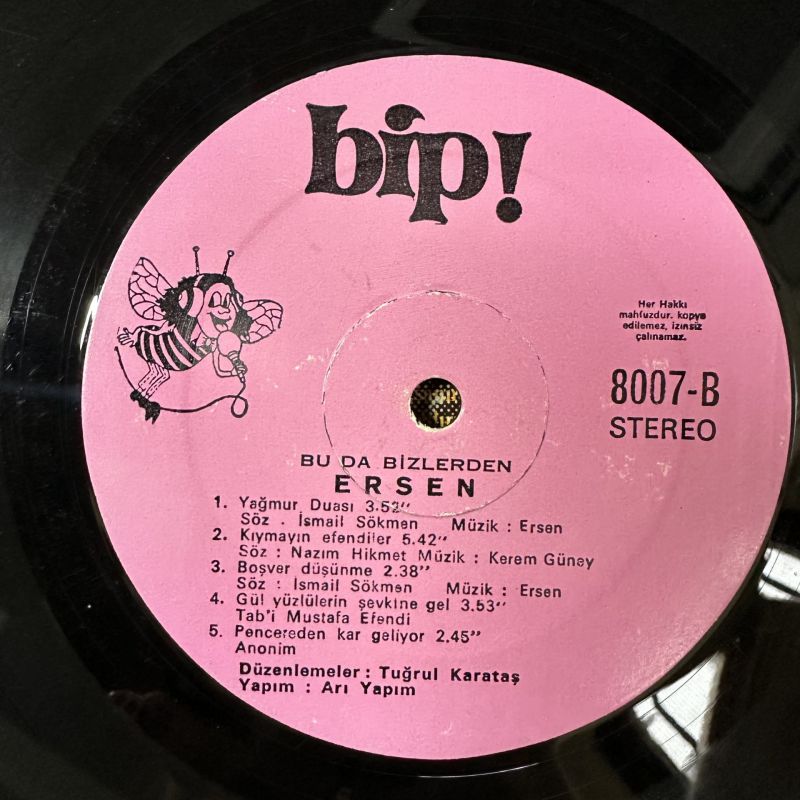 bip!
Her Hakkı
mahfuzdur. kopye
edilemez, izinsiz
çalınamaz.
8007-B
STEREO
BU DA BİZLERDEN
ERSEN
1. Yağmur Duası 3.52''
Söz . İsmail Sökmen Müzik : Ersen
2. Kıymayın efendiler 5.42''
Söz : Nazım Hikmet Müzik : Kerem Güney
3. Boşver düşünme 2.38''
Söz : İsmail Sökmen Müzik : Ersen
4. Gül yüzlülerin şevkine gel 3.53''
Tab'i Mustafa Efendi
5. Pencereden kar geliyor 2.45''
Anonim
Düzenlemeler : Tuğrul Karataş
Yapım : Arı Yapım